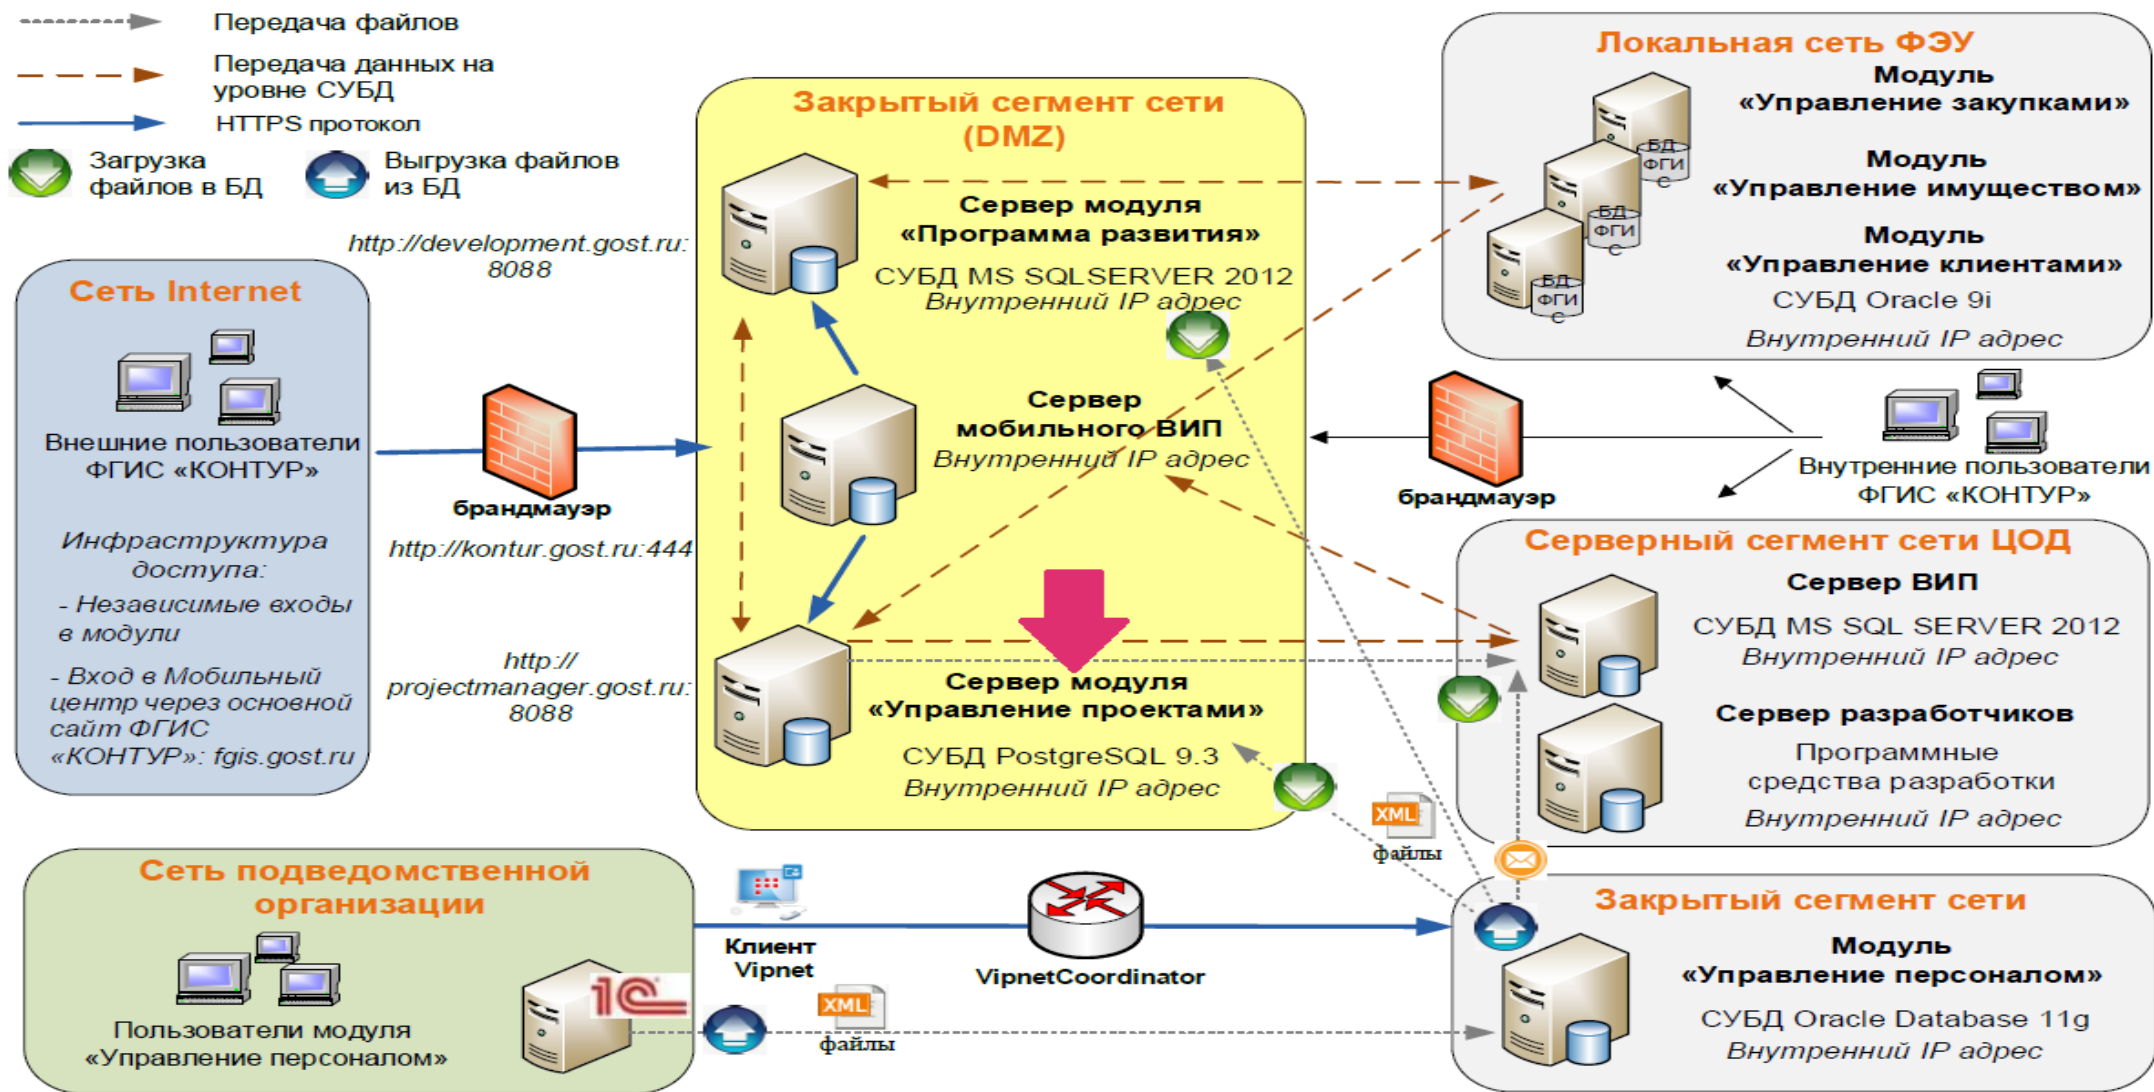 Передача файлов
Передача данных на
уровне СУБД
HTTPS протокол
Загрузка
файлов в БД
Выгрузка файлов
из БД
http://development.gost.ru:
8088
Сеть Internet
Внешние пользователи
ФГИС «КОНТУР»
Инфраструктура
доступа:
- Независимые входы
в модули
- Вход в Мобильный
центр через основной
сайт ФГИС
«КОНТУР»: fgis.gost.ru
брандмауэр
http://kontur.gost.ru:444
http://
projectmanager.gost.ru:
8088
Закрытый сегмент сети
(DMZ)
Сервер модуля
«Программа развития»
СУБД MS SQLSERVER 2012
Внутренний IP адрес
Сервер
мобильного ВИП
Внутренний IP адрес
Сервер модуля
«Управление проектами»
СУБД PostgreSQL 9.3
Внутренний IP адрес
Локальная сеть ФЭУ
Модуль
«Управление закупками»
Модуль
«Управление имуществом»
Модуль
«Управление клиентами»
СУБД Oracle 9i
Внутренний IP адрес
БД
ФГИ
С
БД
ФГИ
С
БД
ФГИ
С
брандмауэр
Внутренние пользователи
ФГИС «КОНТУР»
Серверный сегмент сети ЦОД
Сервер ВИП
СУБД MS SQL SERVER 2012
Внутренний IP адрес
Сервер разработчиков
Программные
средства разработки
Внутренний IP адрес
XML
файлы
Сеть подведомственной
организации
Пользователи модуля
«Управление персоналом»
1С
Клиент
Vipnet
VipnetCoordinator
XML
файлы
Закрытый сегмент сети
Модуль
«Управление персоналом»
СУБД Oracle Database 11g
Внутренний IP адрес